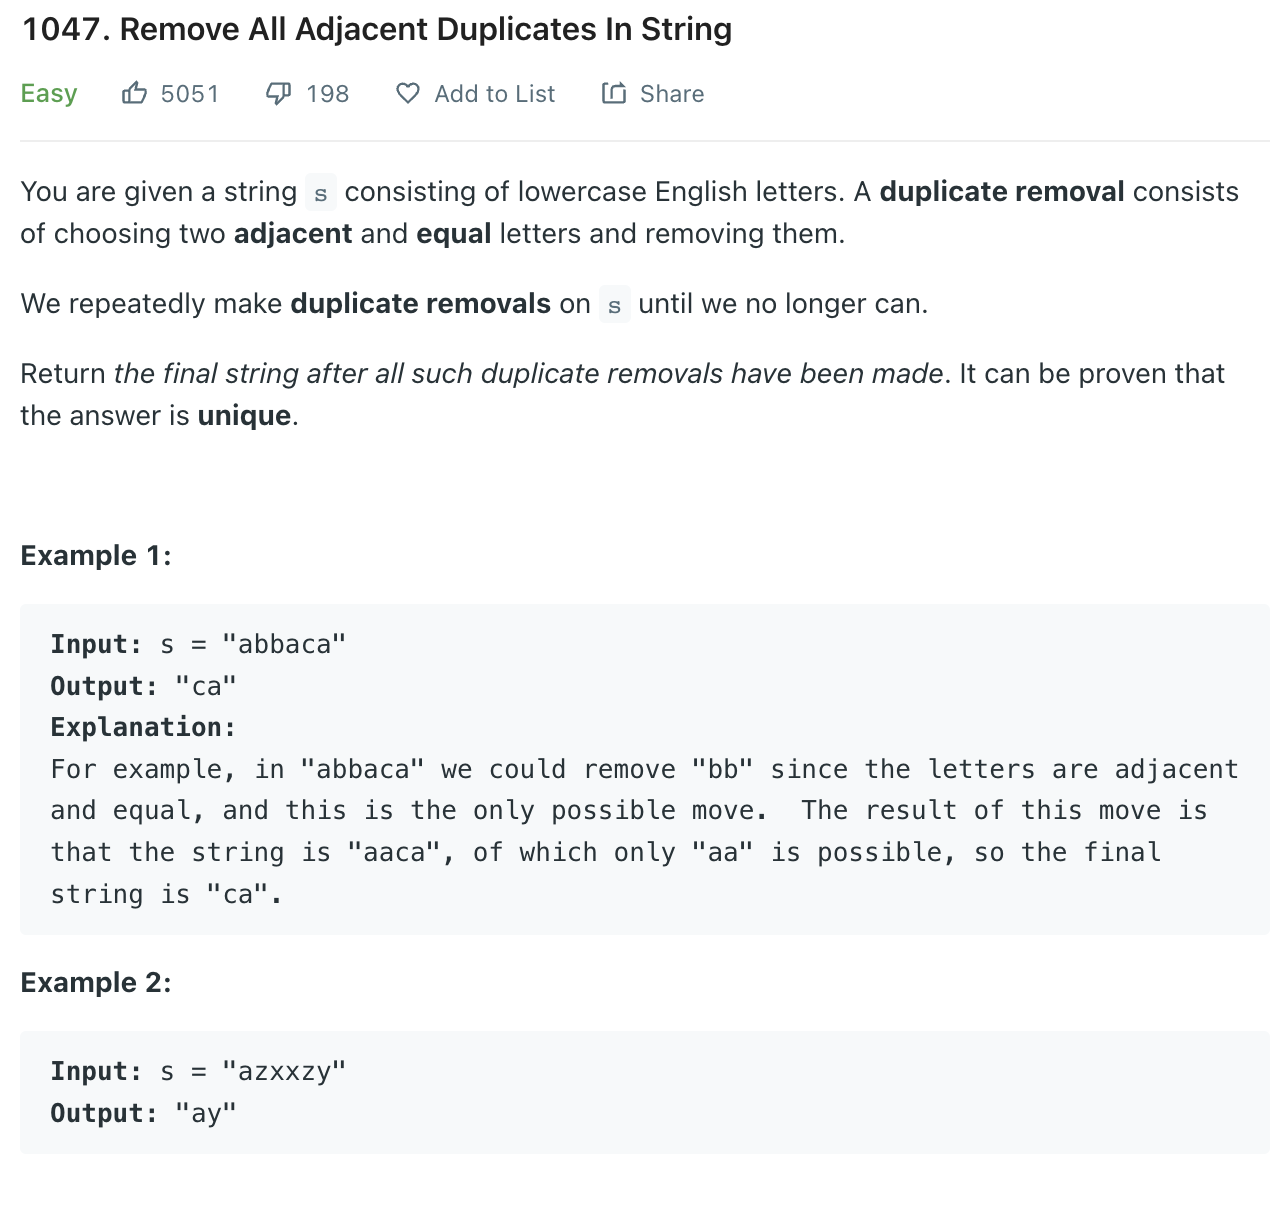 1047. Remove All Adjacent Duplicates In String
Easy 5051 198 Add to List Share
You are given a string s consisting of lowercase English letters. A duplicate removal consists
of choosing two adjacent and equal letters and removing them.
We repeatedly make duplicate removals on s until we no longer can.
Return the final string after all such duplicate removals have been made. It can be proven that
the answer is unique.
Example 1:
Input: s = "abbaca"
Output: "ca"
Explanation:
For example, in "abbaca" we could remove "bb" since the letters are adjacent
and equal, and this is the only possible move.  The result of this move is
that the string is "aaca", of which only "aa" is possible, so the final
string is "ca".
Example 2:
Input: s = "azxxzy"
Output: "ay"